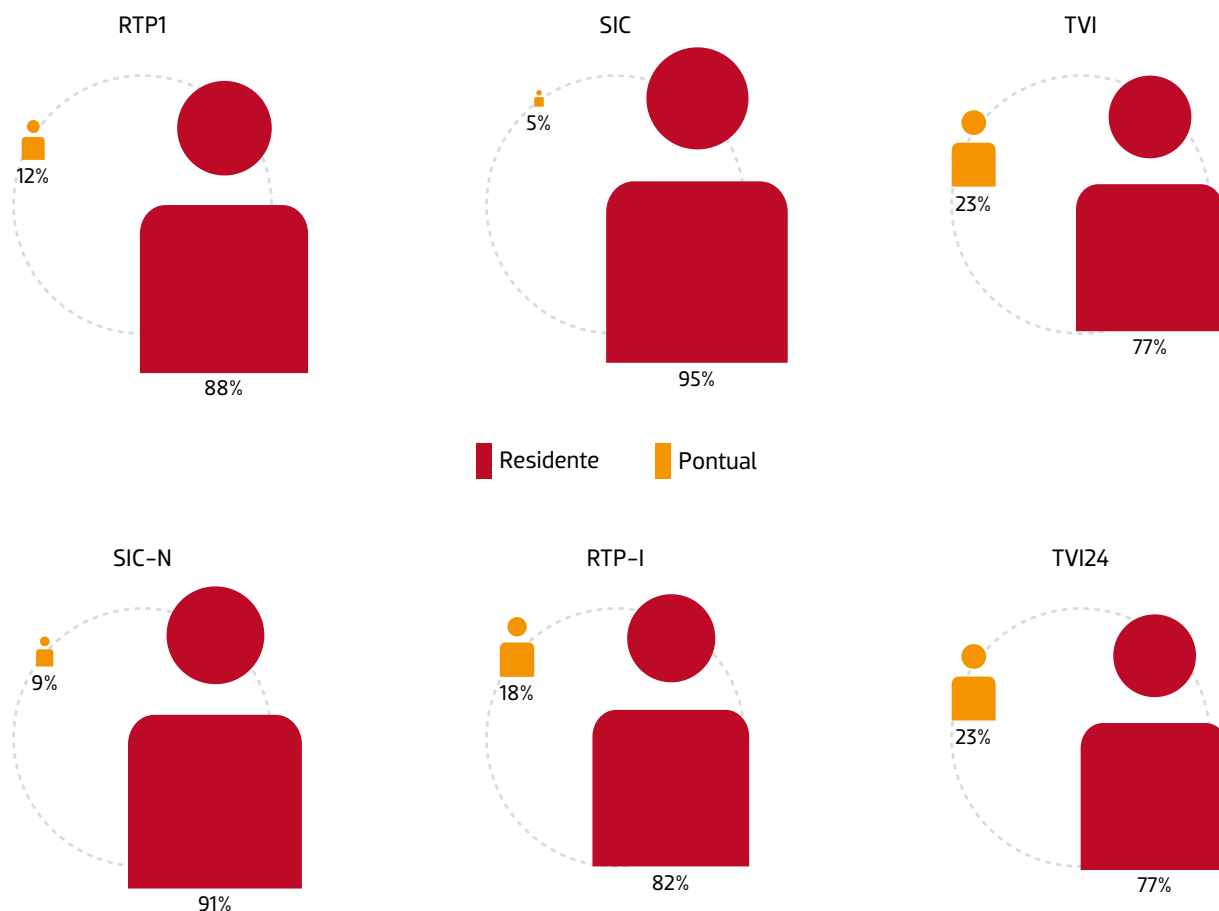 RTP1
SIC
TVI
12%
88%
5%
95%
23%
77%
Residente
Pontual
SIC-N
RTP-I
TVI24
9%
91%
18%
82%
23%
77%